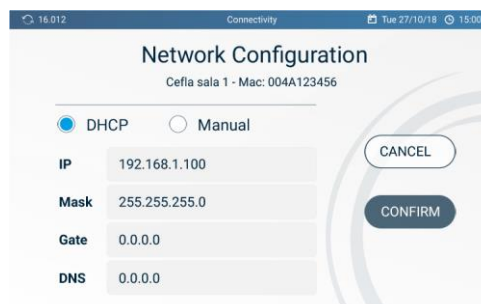 16.012 Connectivity Tue 27/10/18 15:00
Network Configuration
Cefla sala 1 - Mac: 004A123456
DHCP Manual
IP 192.168.1.100
Mask 255.255.255.0
Gate 0.0.0.0
DNS 0.0.0.0
CANCEL
CONFIRM